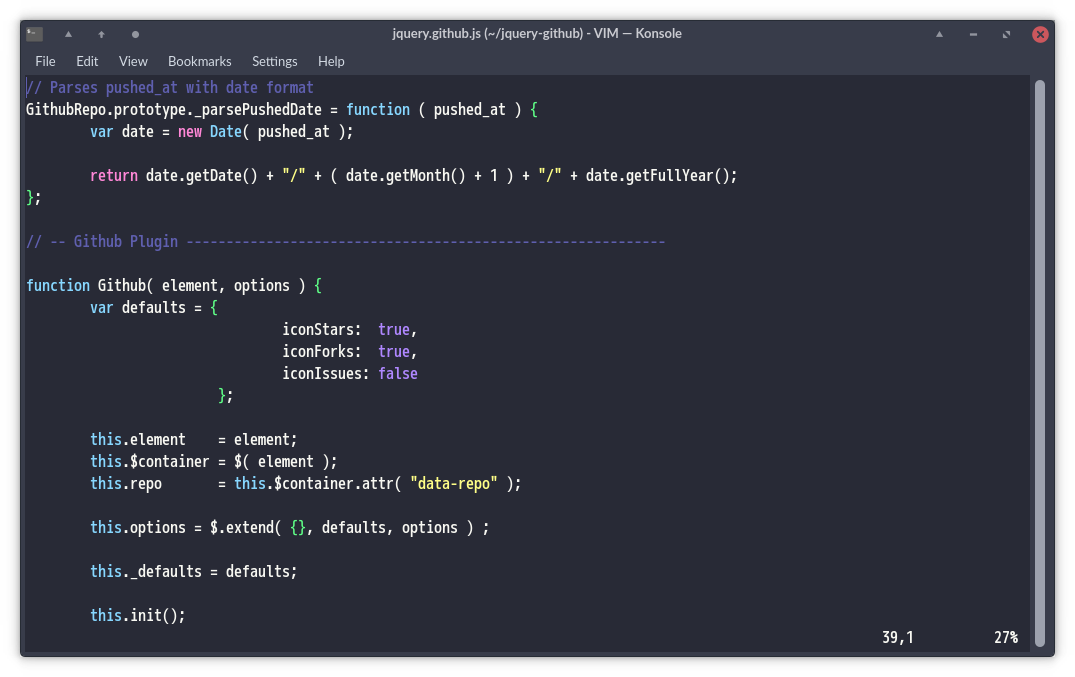 jquery.github.js (~/jquery-github) - VIM — Konsole
File Edit View Bookmarks Settings Help
// Parses pushed_at with date format
GithubRepo.prototype._parsePushedDate = function ( pushed_at ) {
        var date = new Date( pushed_at );

        return date.getDate() + "/" + ( date.getMonth() + 1 ) + "/" + date.getFullYear();
};

// -- Github Plugin ------------------------------------------------------------

function Github( element, options ) {
        var defaults = {
                                iconStars:  true,
                                iconForks:  true,
                                iconIssues: false
                        };

        this.element    = element;
        this.$container = $( element );
        this.repo       = this.$container.attr( "data-repo" );

        this.options = $.extend( {}, defaults, options ) ;

        this._defaults = defaults;

        this.init();
39,1 27%